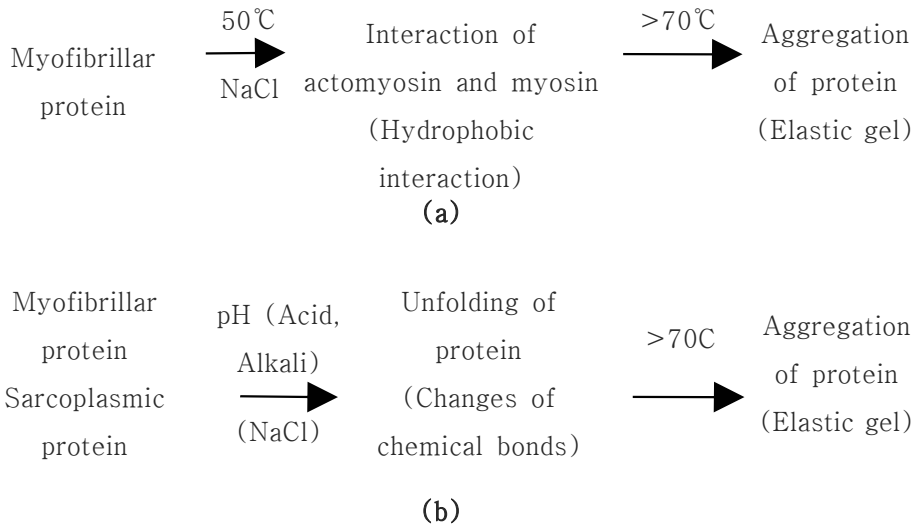 Myofibrillar
protein
50℃
NaCl
Interaction of
actomyosin and myosin
(Hydrophobic
interaction)
>70℃
Aggregation
of protein
(Elastic gel)
(a)
Myofibrillar
protein
Sarcoplasmic
protein
pH (Acid,
Alkali)
(NaCl)
Unfolding of
protein
(Changes of
chemical bonds)
>70C
Aggregation
of protein
(Elastic gel)
(b)